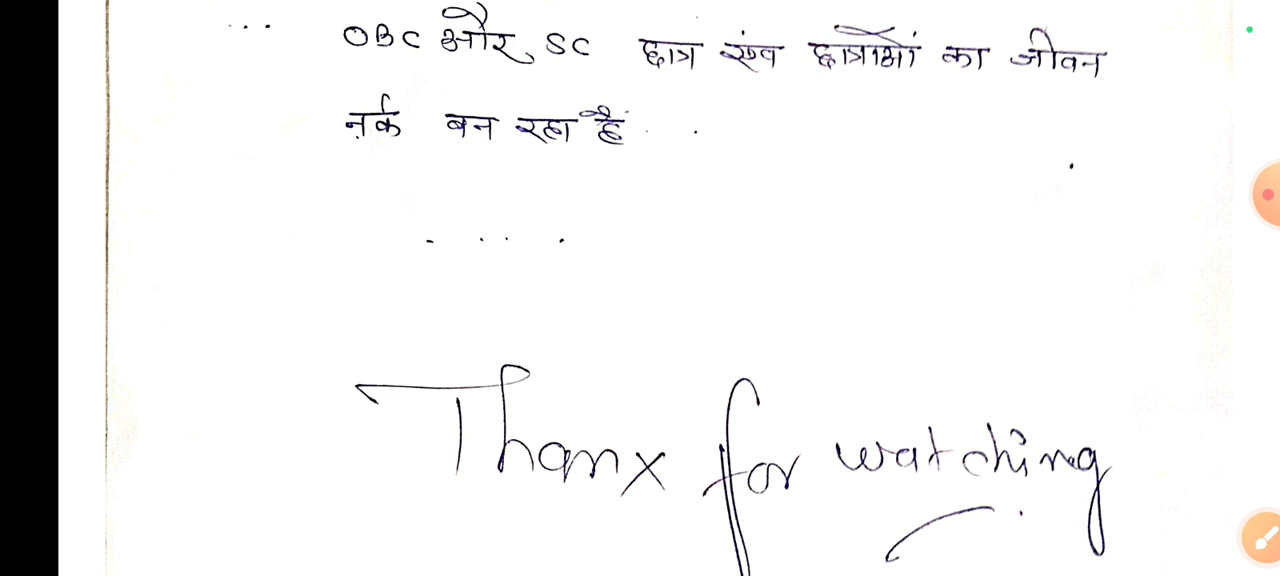 ... OBC और, SC छात्र एंव छात्राओं का जीवन
नर्क बन रहा है
Thanx for watching